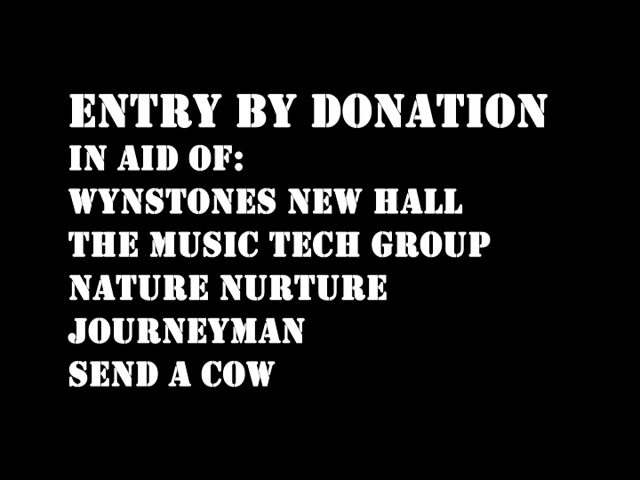 ENTRY BY DONATION
IN AID OF:
WYNSTONES NEW HALL
THE MUSIC TECH GROUP
NATURE NURTURE
JOURNEYMAN
SEND A COW